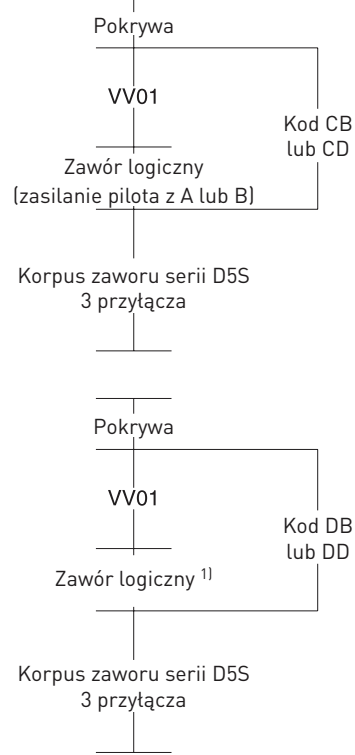 Pokrywa
VV01
Kod CB
lub CD
Zawór logiczny
(zasilanie pilota z A lub B)
Korpus zaworu serii D5S
3 przyłącza
Pokrywa
VV01
Kod DB
lub DD
Zawór logiczny 1)
Korpus zaworu serii D5S
3 przyłącza